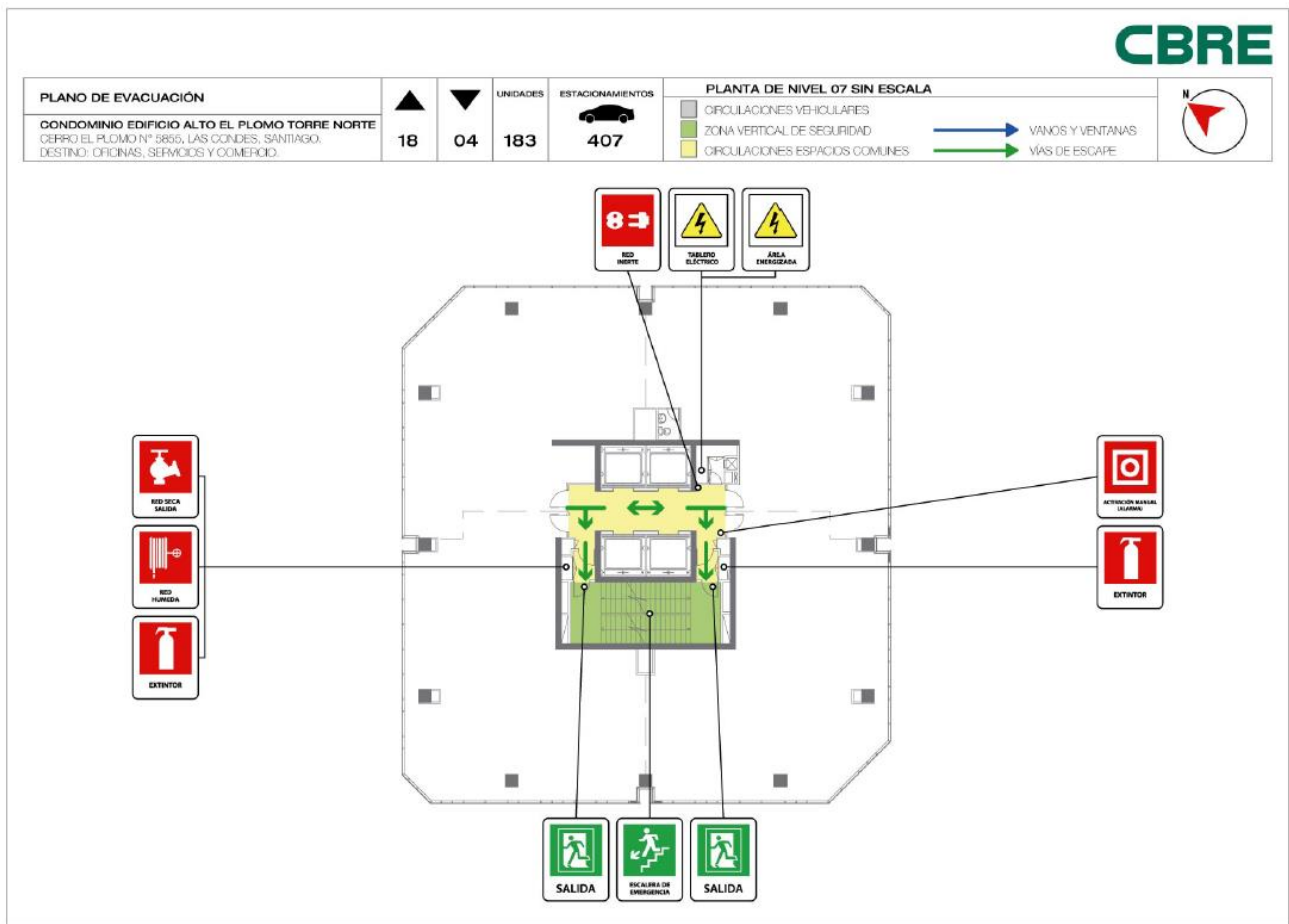 CBRE
PLANO DE EVACUACIÓN
CONDOMINIO EDIFICIO ALTO EL PLOMO TORRE NORTE
CERRO EL PLOMO N° 5855, LAS CONDES, SANTIAGO.
DESTINO: OFICINAS, SERVICIOS Y COMERCIO.
18
04
UNIDADES
183
ESTACIONAMIENTOS
407
PLANTA DE NIVEL 07 SIN ESCALA
CIRCULACIONES VEHICULARES
ZONA VERTICAL DE SEGURIDAD
CIRCULACIONES ESPACIOS COMUNES
VANOS Y VENTANAS
VÍAS DE ESCAPE
N
RED
INERTE
TABLERO
ELÉCTRICO
ÁREA
ENERGIZADA
RED SECA
SALIDA
RED
HUMEDA
EXTINTOR
ACTIVACIÓN MANUAL
(ALARMA)
EXTINTOR
SALIDA
ESCALERA DE
EMERGENCIA
SALIDA